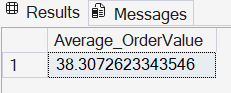 Results Messages
Average_OrderValue
1 38.3072623343546